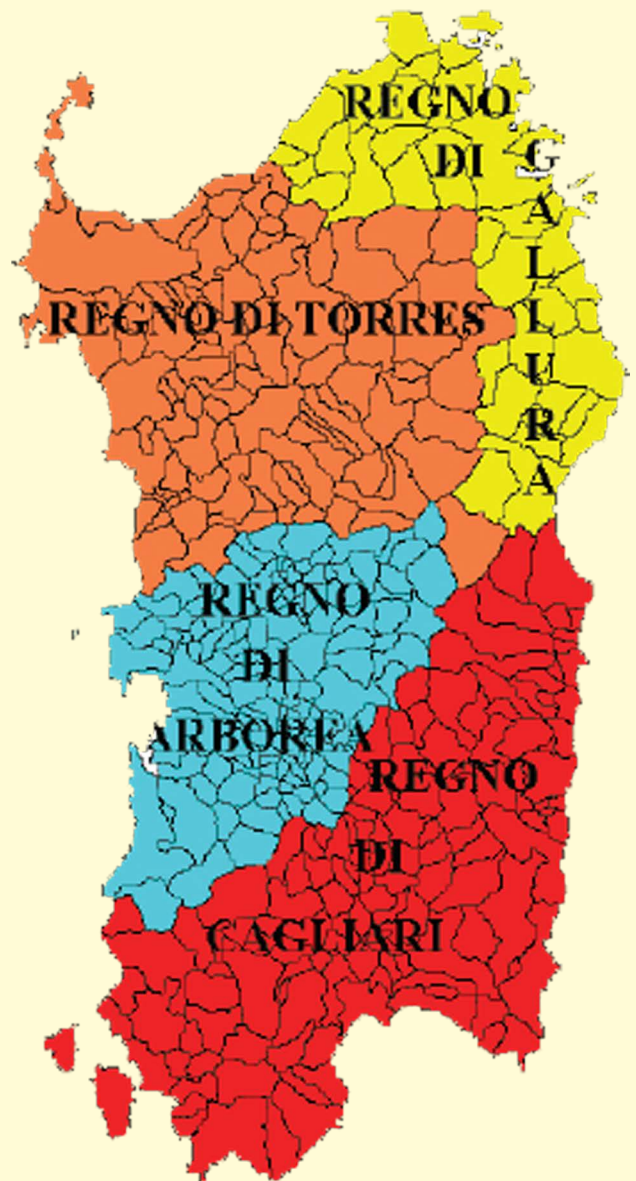 REGNO
DI
GALLURA
REGNO DI TORRES
REGNO
DI
ARBOREA
REGNO
DI
CAGLIARI